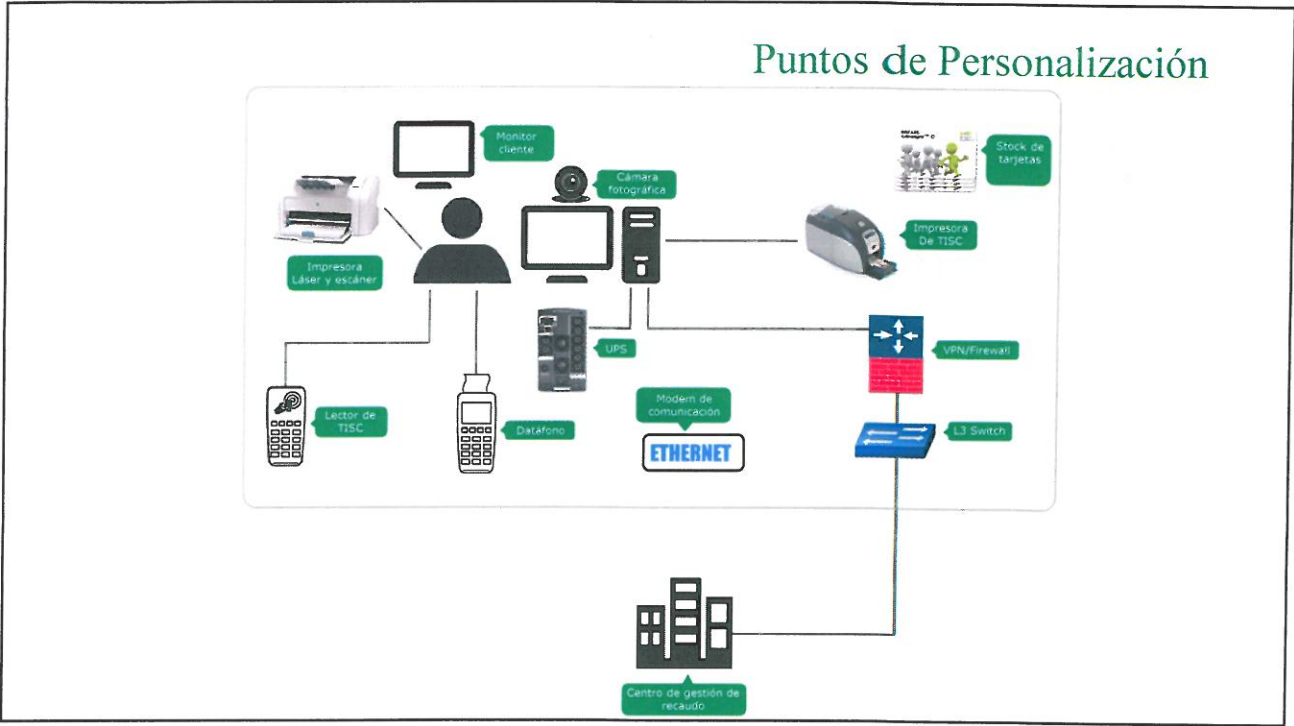 Puntos de Personalización
Monitor
cliente
Cámara
fotográfica
Stock de
tarjetas
Impresora
Láser y escáner
Impresora
De TISC
UPS
VPN/Firewall
Lector de
TISC
Datáfono
Modem de
comunicación
ETHERNET
L3 Switch
Centro de gestión de
recaudo